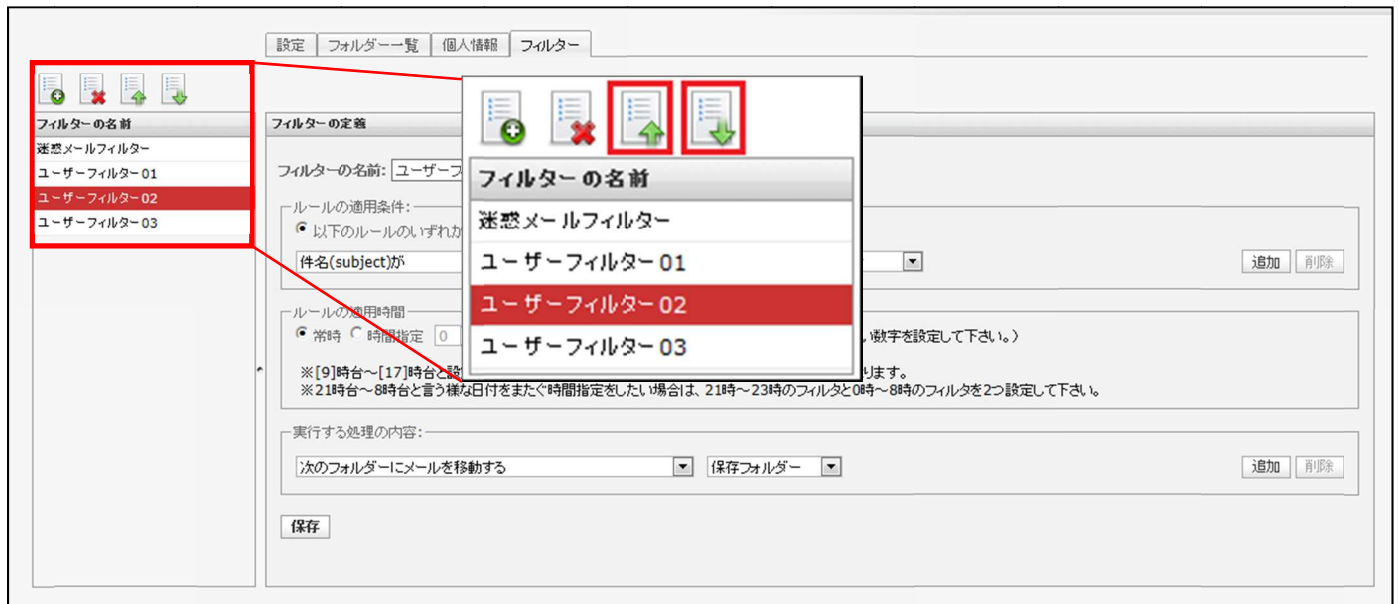 設定 フォルダー一覧 個人情報 フィルター
フィルターの名前
迷惑メールフィルター
ユーザーフィルター01
ユーザーフィルター02
ユーザーフィルター03
フィルターの定義
フィルターの名前: ユーザーフ
ルールの適用条件:
以下のルールのいずれか
件名(subject)が
追加 削除
ルールの適用時間
常時 時間指定 0 い数字を設定して下さい。)
※[9]時台～[17]時台と設 ります。
※21時台～8時台と言う様な日付をまたぐ時間指定をしたい場合は、21時～23時のフィルタと0時～8時のフィルタを2つ設定して下さい。
実行する処理の内容:
次のフォルダーにメールを移動する 保存フォルダー 追加 削除
保存
フィルターの名前
迷惑メールフィルター
ユーザーフィルター01
ユーザーフィルター02
ユーザーフィルター03